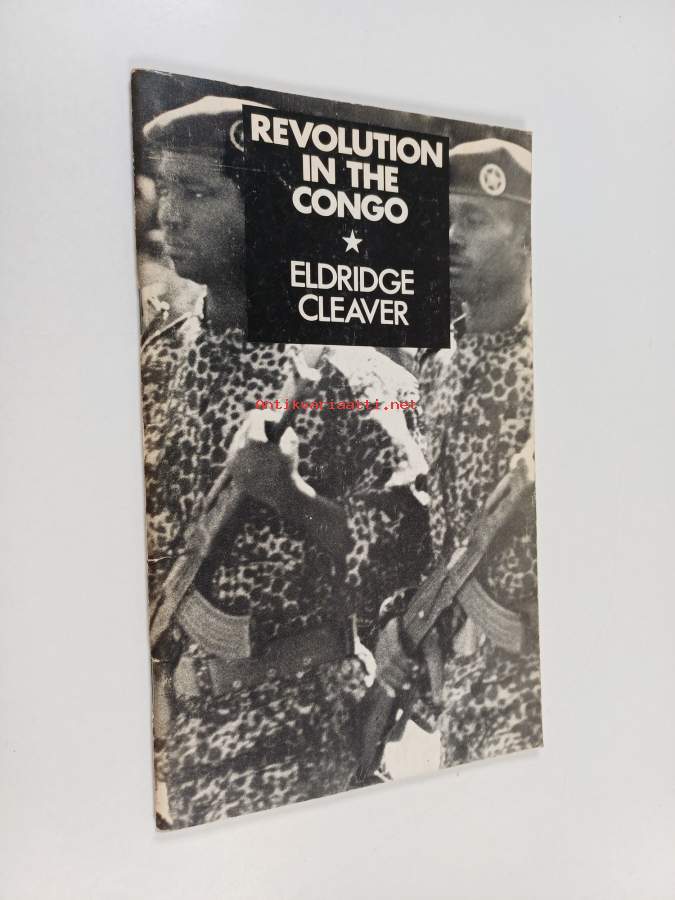 REVOLUTION
IN THE
CONGO
ELDRIDGE
CLEAVER
Antikvariaatti.net